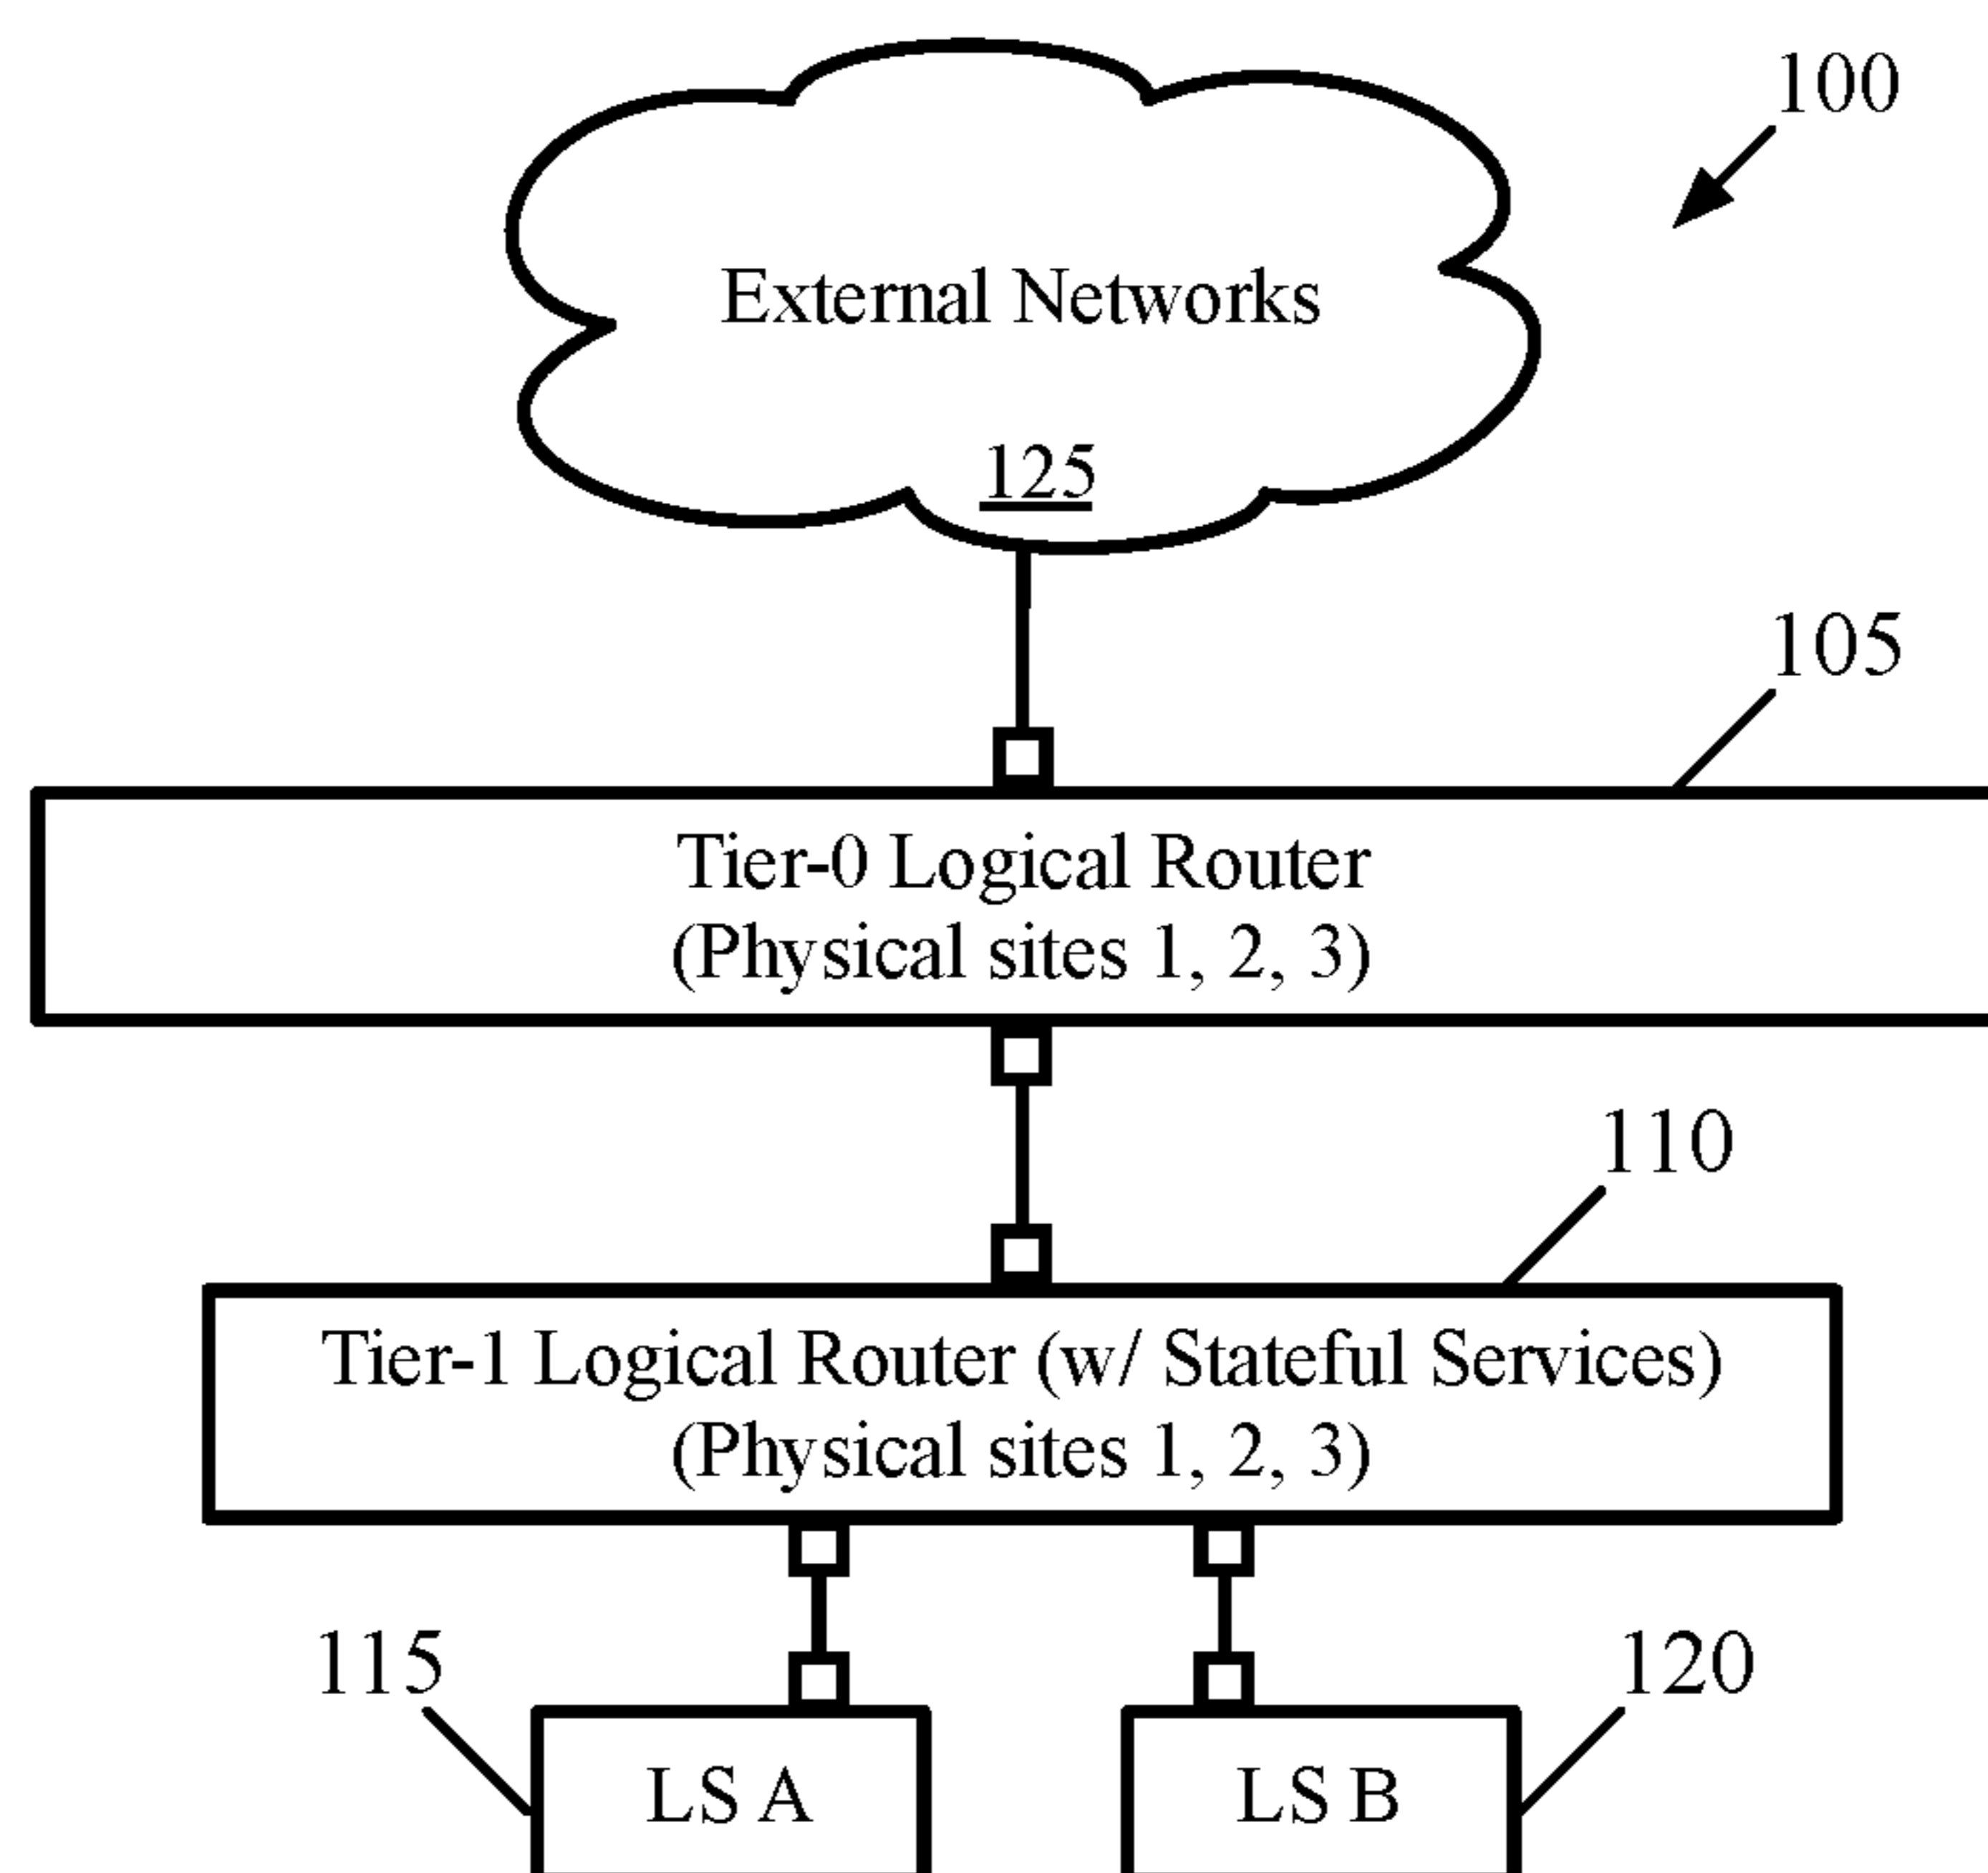 100
External Networks
125
105
Tier-0 Logical Router
(Physical sites 1, 2, 3)
110
Tier-1 Logical Router (w/ Stateful Services)
(Physical sites 1, 2, 3)
115
120
LS A
LS B